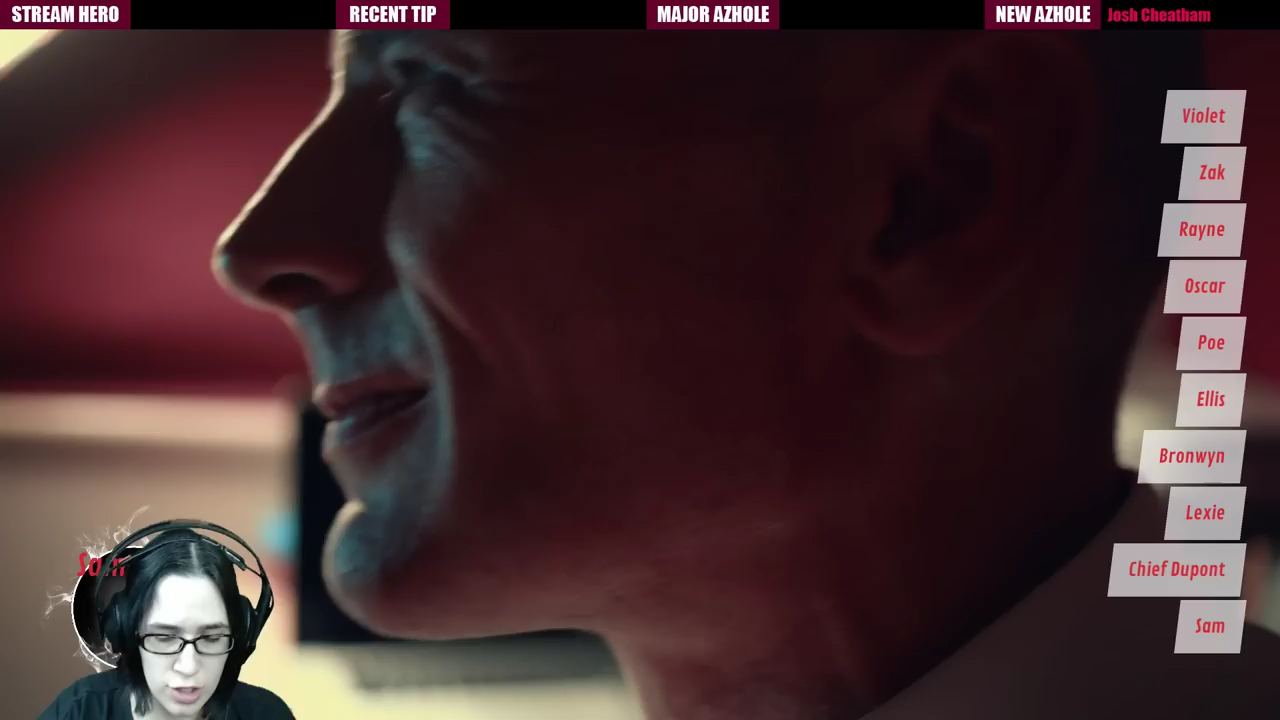 STREAM HERO
RECENT TIP
MAJOR AZHOLE
NEW AZHOLE Josh Cheatham
Violet
Zak
Rayne
Oscar
Poe
Ellis
Bronwyn
Lexie
Chief Dupont
Sam
Sam